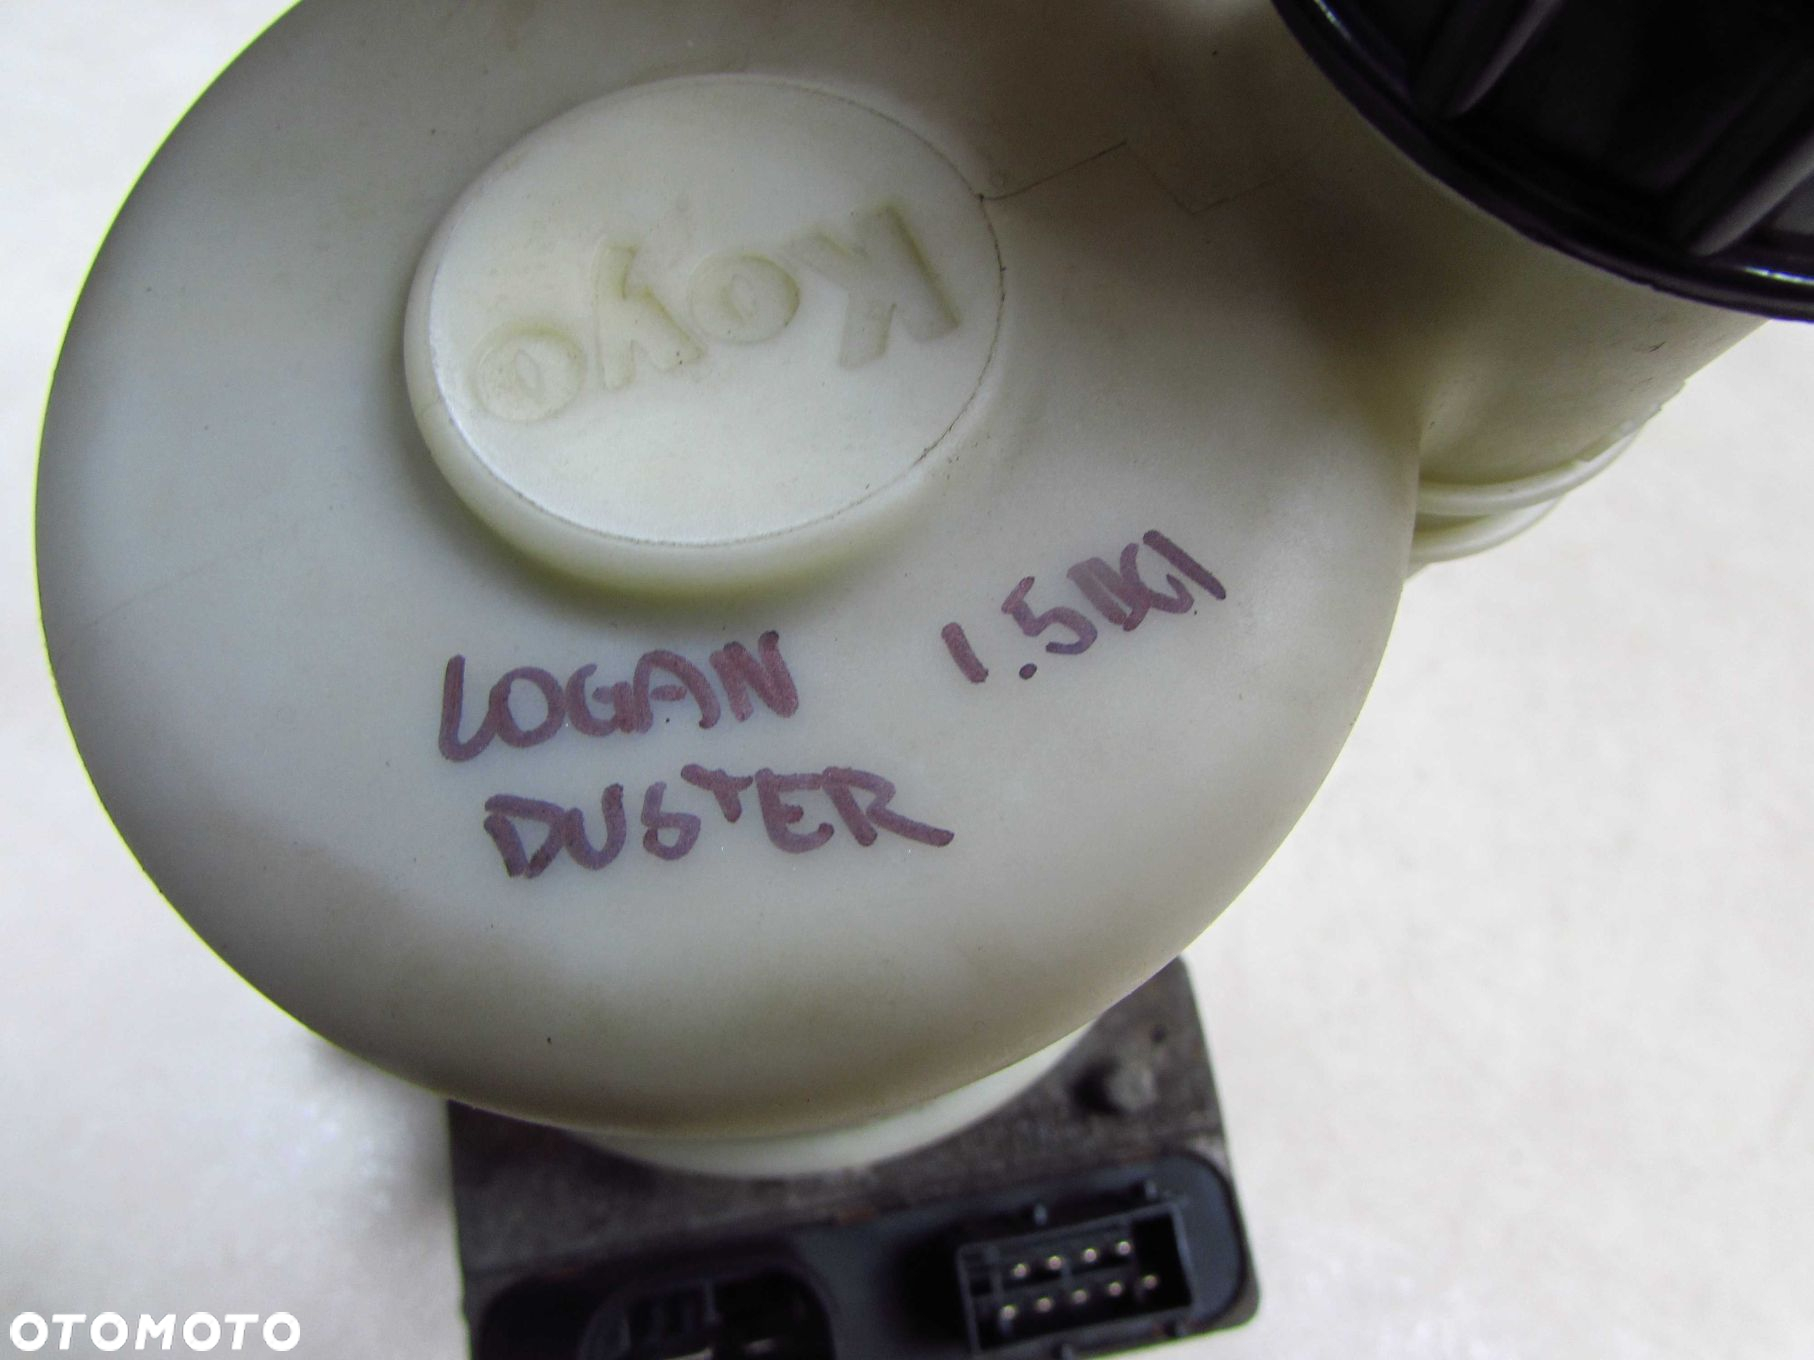 Koyo
LOGAN 1.5DCI
DUSTER
OTOMOTO